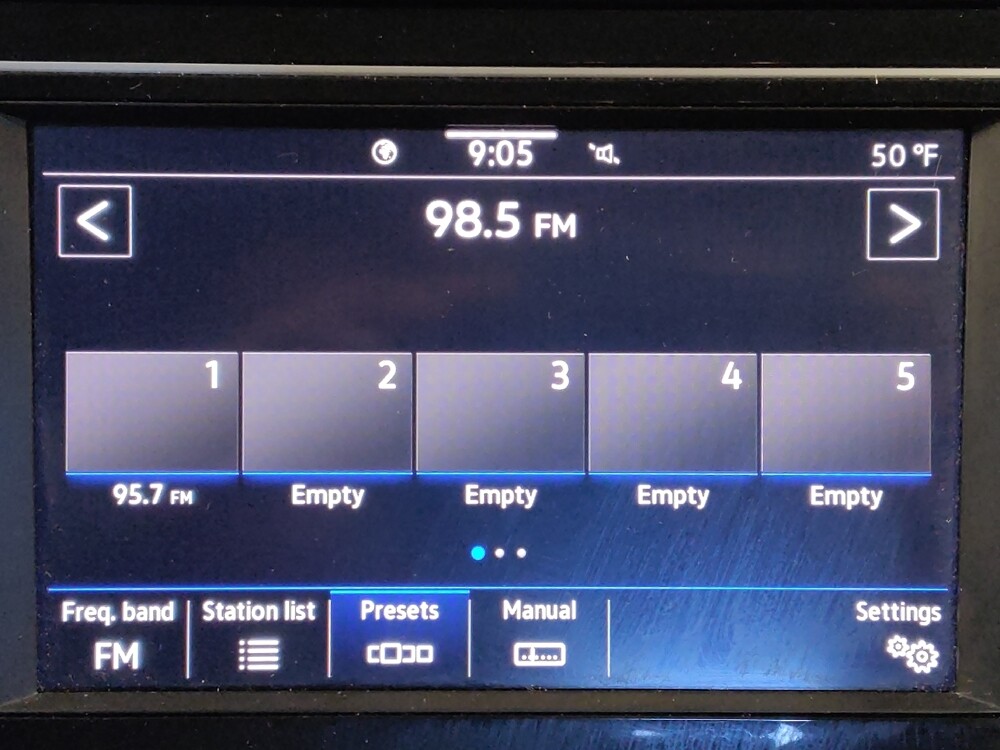 9:05
50 °F
98.5 FM
1
2
3
4
5
95.7 FM
Empty
Empty
Empty
Empty
Freq. band
Station list
Presets
Manual
Settings
FM